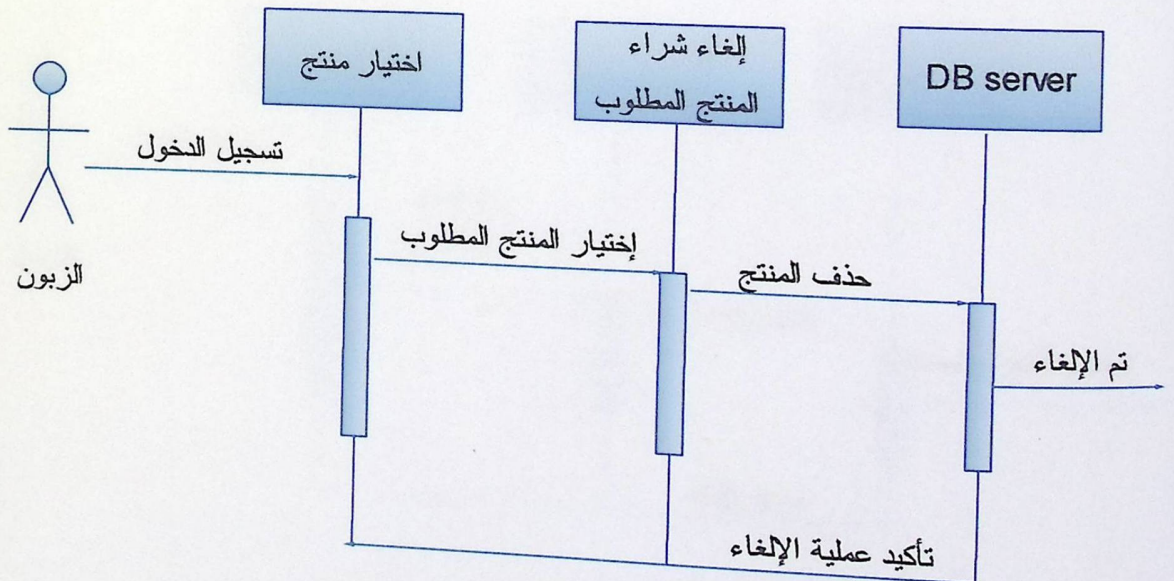 اختيار منتج
إلغاء شراء
المنتج المطلوب
DB server
تسجيل الدخول
إختيار المنتج المطلوب
حذف المنتج
الزبون
تم الإلغاء
تأكيد عملية الإلغاء